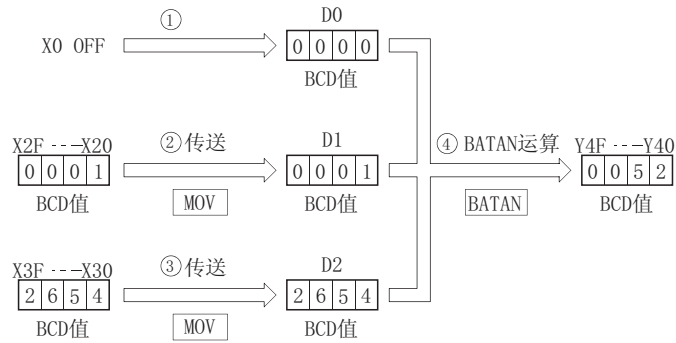 ① D0
X0 OFF 0 0 0 0
BCD值
X2F ---X20 ②传送 D1 ④ BATAN运算 Y4F ---Y40
0 0 0 1 0 0 0 1 0 0 5 2
BCD值 MOV BCD值 BATAN BCD值
X3F ---X30 ③传送 D2
2 6 5 4 2 6 5 4
BCD值 MOV BCD值